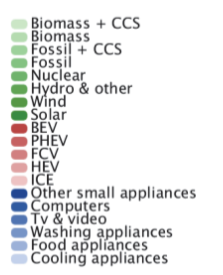 Biomass + CCS
Biomass
Fossil + CCS
Fossil
Nuclear
Hydro & other
Wind
Solar
BEV
PHEV
FCV
HEV
ICE
Other small appliances
Computers
Tv & video
Washing appliances
Food appliances
Cooling appliances